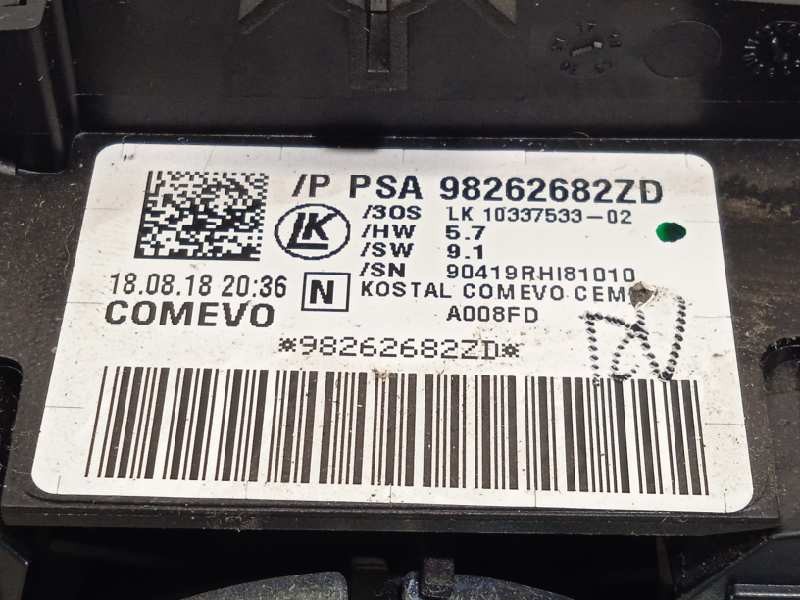 /P PSA 98262682ZD
LK
/3OS LK 10337533-02
/HW 5.7
/SW 9.1
/SN 90419RHI81010
18.08.18 20:36 N KOSTAL COMEVO CEM
COMEVO A008FD
*98262682ZD*